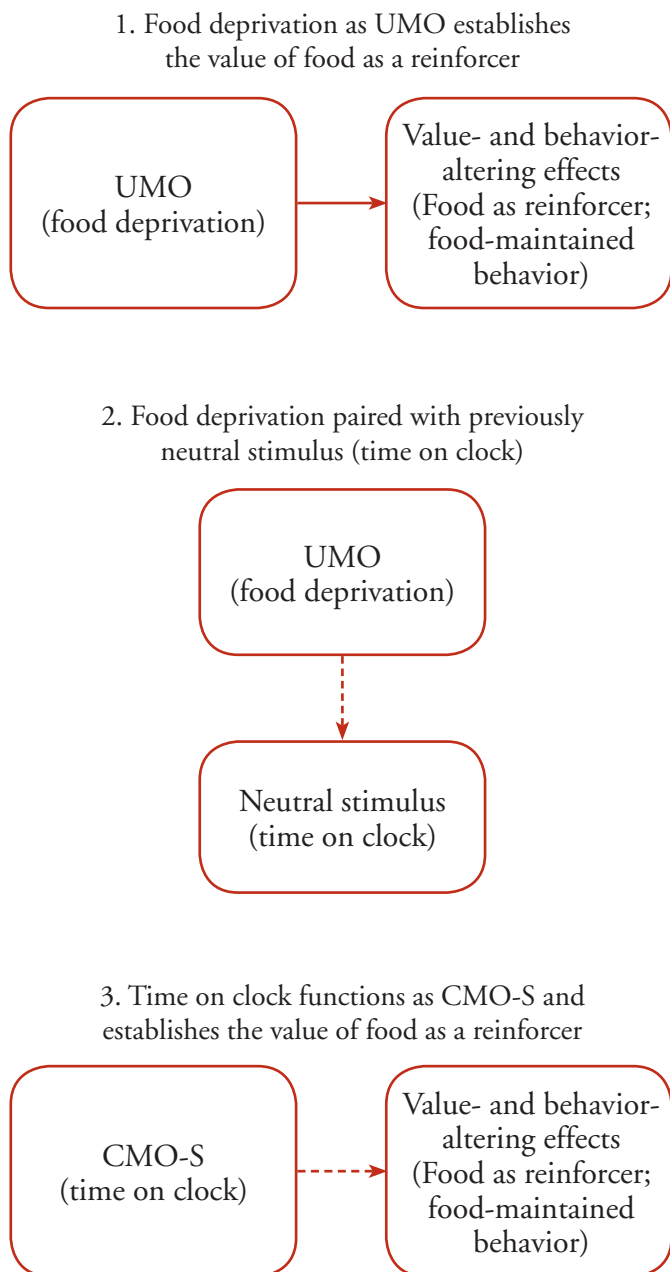 1. Food deprivation as UMO establishes
the value of food as a reinforcer
UMO
(food deprivation)
Value- and behavior-
altering effects
(Food as reinforcer;
food-maintained
behavior)
2. Food deprivation paired with previously
neutral stimulus (time on clock)
UMO
(food deprivation)
Neutral stimulus
(time on clock)
3. Time on clock functions as CMO-S and
establishes the value of food as a reinforcer
CMO-S
(time on clock)
Value- and behavior-
altering effects
(Food as reinforcer;
food-maintained
behavior)